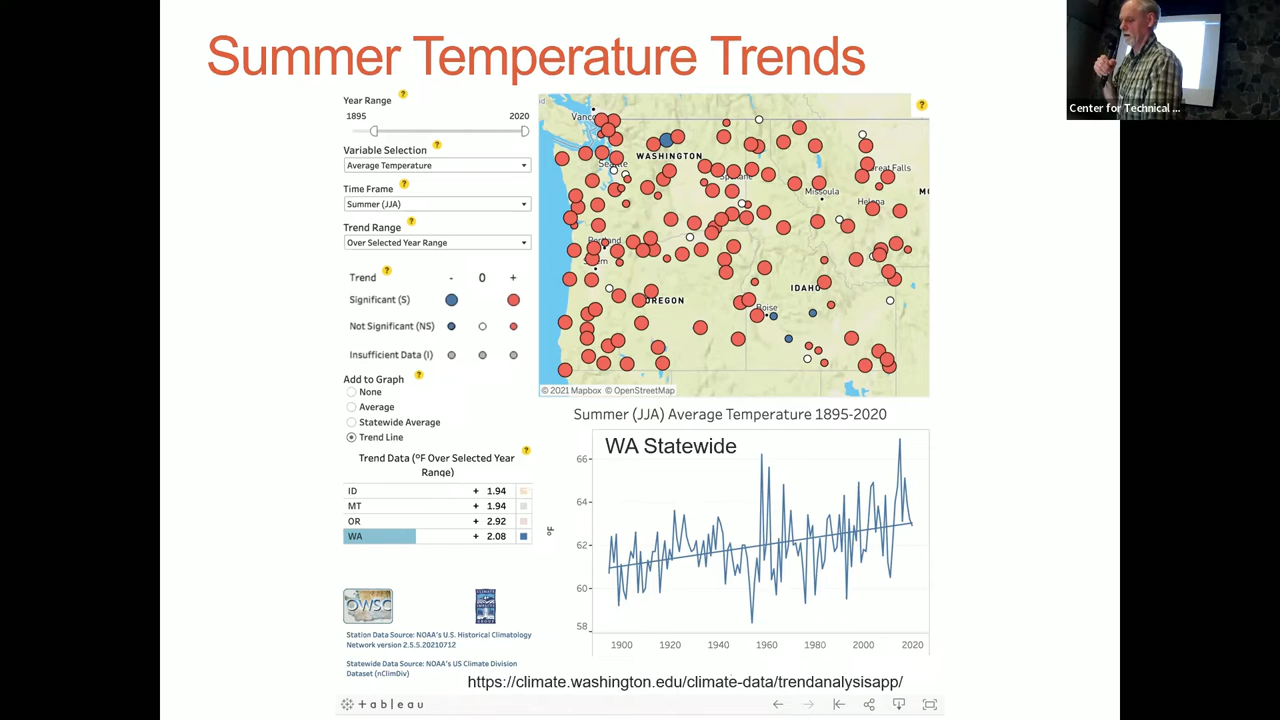 Summer Temperature Trends
Center for Technical ...
Year Range
?
1895
2020
Variable Selection
?
Average Temperature
Time Frame
?
Summer (JJA)
Trend Range
?
Over Selected Year Range
Trend
?
- 0 +
Significant (S)
Not Significant (NS)
Insufficient Data (I)
Add to Graph
?
None
Average
Statewide Average
Trend Line
Trend Data (ºF Over Selected Year
Range)
?
ID + 1.94
MT + 1.94
OR + 2.92
WA + 2.08
OWSC
CLIMATE
IMPACTS
GROUP
Station Data Source: NOAA's U.S. Historical Climatology
Network version 2.5.5.20210712
Statewide Data Source: NOAA's US Climate Division
Dataset (nClimDiv)
?
WASHINGTON
Great Falls
Missoula
Helena
IDAHO
Boise
OREGON
© 2021 Mapbox © OpenStreetMap
Summer (JJA) Average Temperature 1895-2020
WA Statewide
ºF
66
64
62
60
58
1900 1920 1940 1960 1980 2000 2020
https://climate.washington.edu/climate-data/trendanalysisapp/
+ a b l e a u